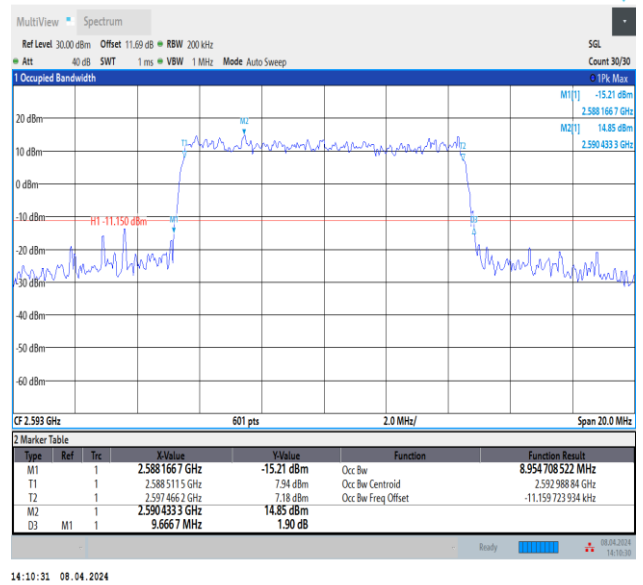 MultiView Spectrum
Ref Level 30.00 dBm Offset 11.69 dB RBW 200 kHz SGL
Att 40 dB SWT 1 ms VBW 1 MHz Mode Auto Sweep Count 30/30
1 Occupied Bandwidth 1Pk Max
M1[1] -15.21 dBm
2.588 166 7 GHz
M2[1] 14.85 dBm
2.590 433 3 GHz
20 dBm
M2
T1
T2
10 dBm
0 dBm
-10 dBm
H1 -11.150 dBm
M1
D3
-20 dBm
-30 dBm
-40 dBm
-50 dBm
-60 dBm
CF 2.593 GHz 601 pts 2.0 MHz/ Span 20.0 MHz
2 Marker Table
Type Ref Trc X-Value Y-Value Function Function Result
M1 1 2.588 166 7 GHz -15.21 dBm Occ Bw 8.954 708 522 MHz
T1 1 2.588 511 5 GHz 7.94 dBm Occ Bw Centroid 2.592 988 84 GHz
T2 1 2.597 466 2 GHz 7.18 dBm Occ Bw Freq Offset -11.159 723 934 kHz
M2 1 2.590 433 3 GHz 14.85 dBm
D3 M1 1 9.666 7 MHz 1.90 dB
Ready 08.04.2024
14:10:30
14:10:31 08.04.2024